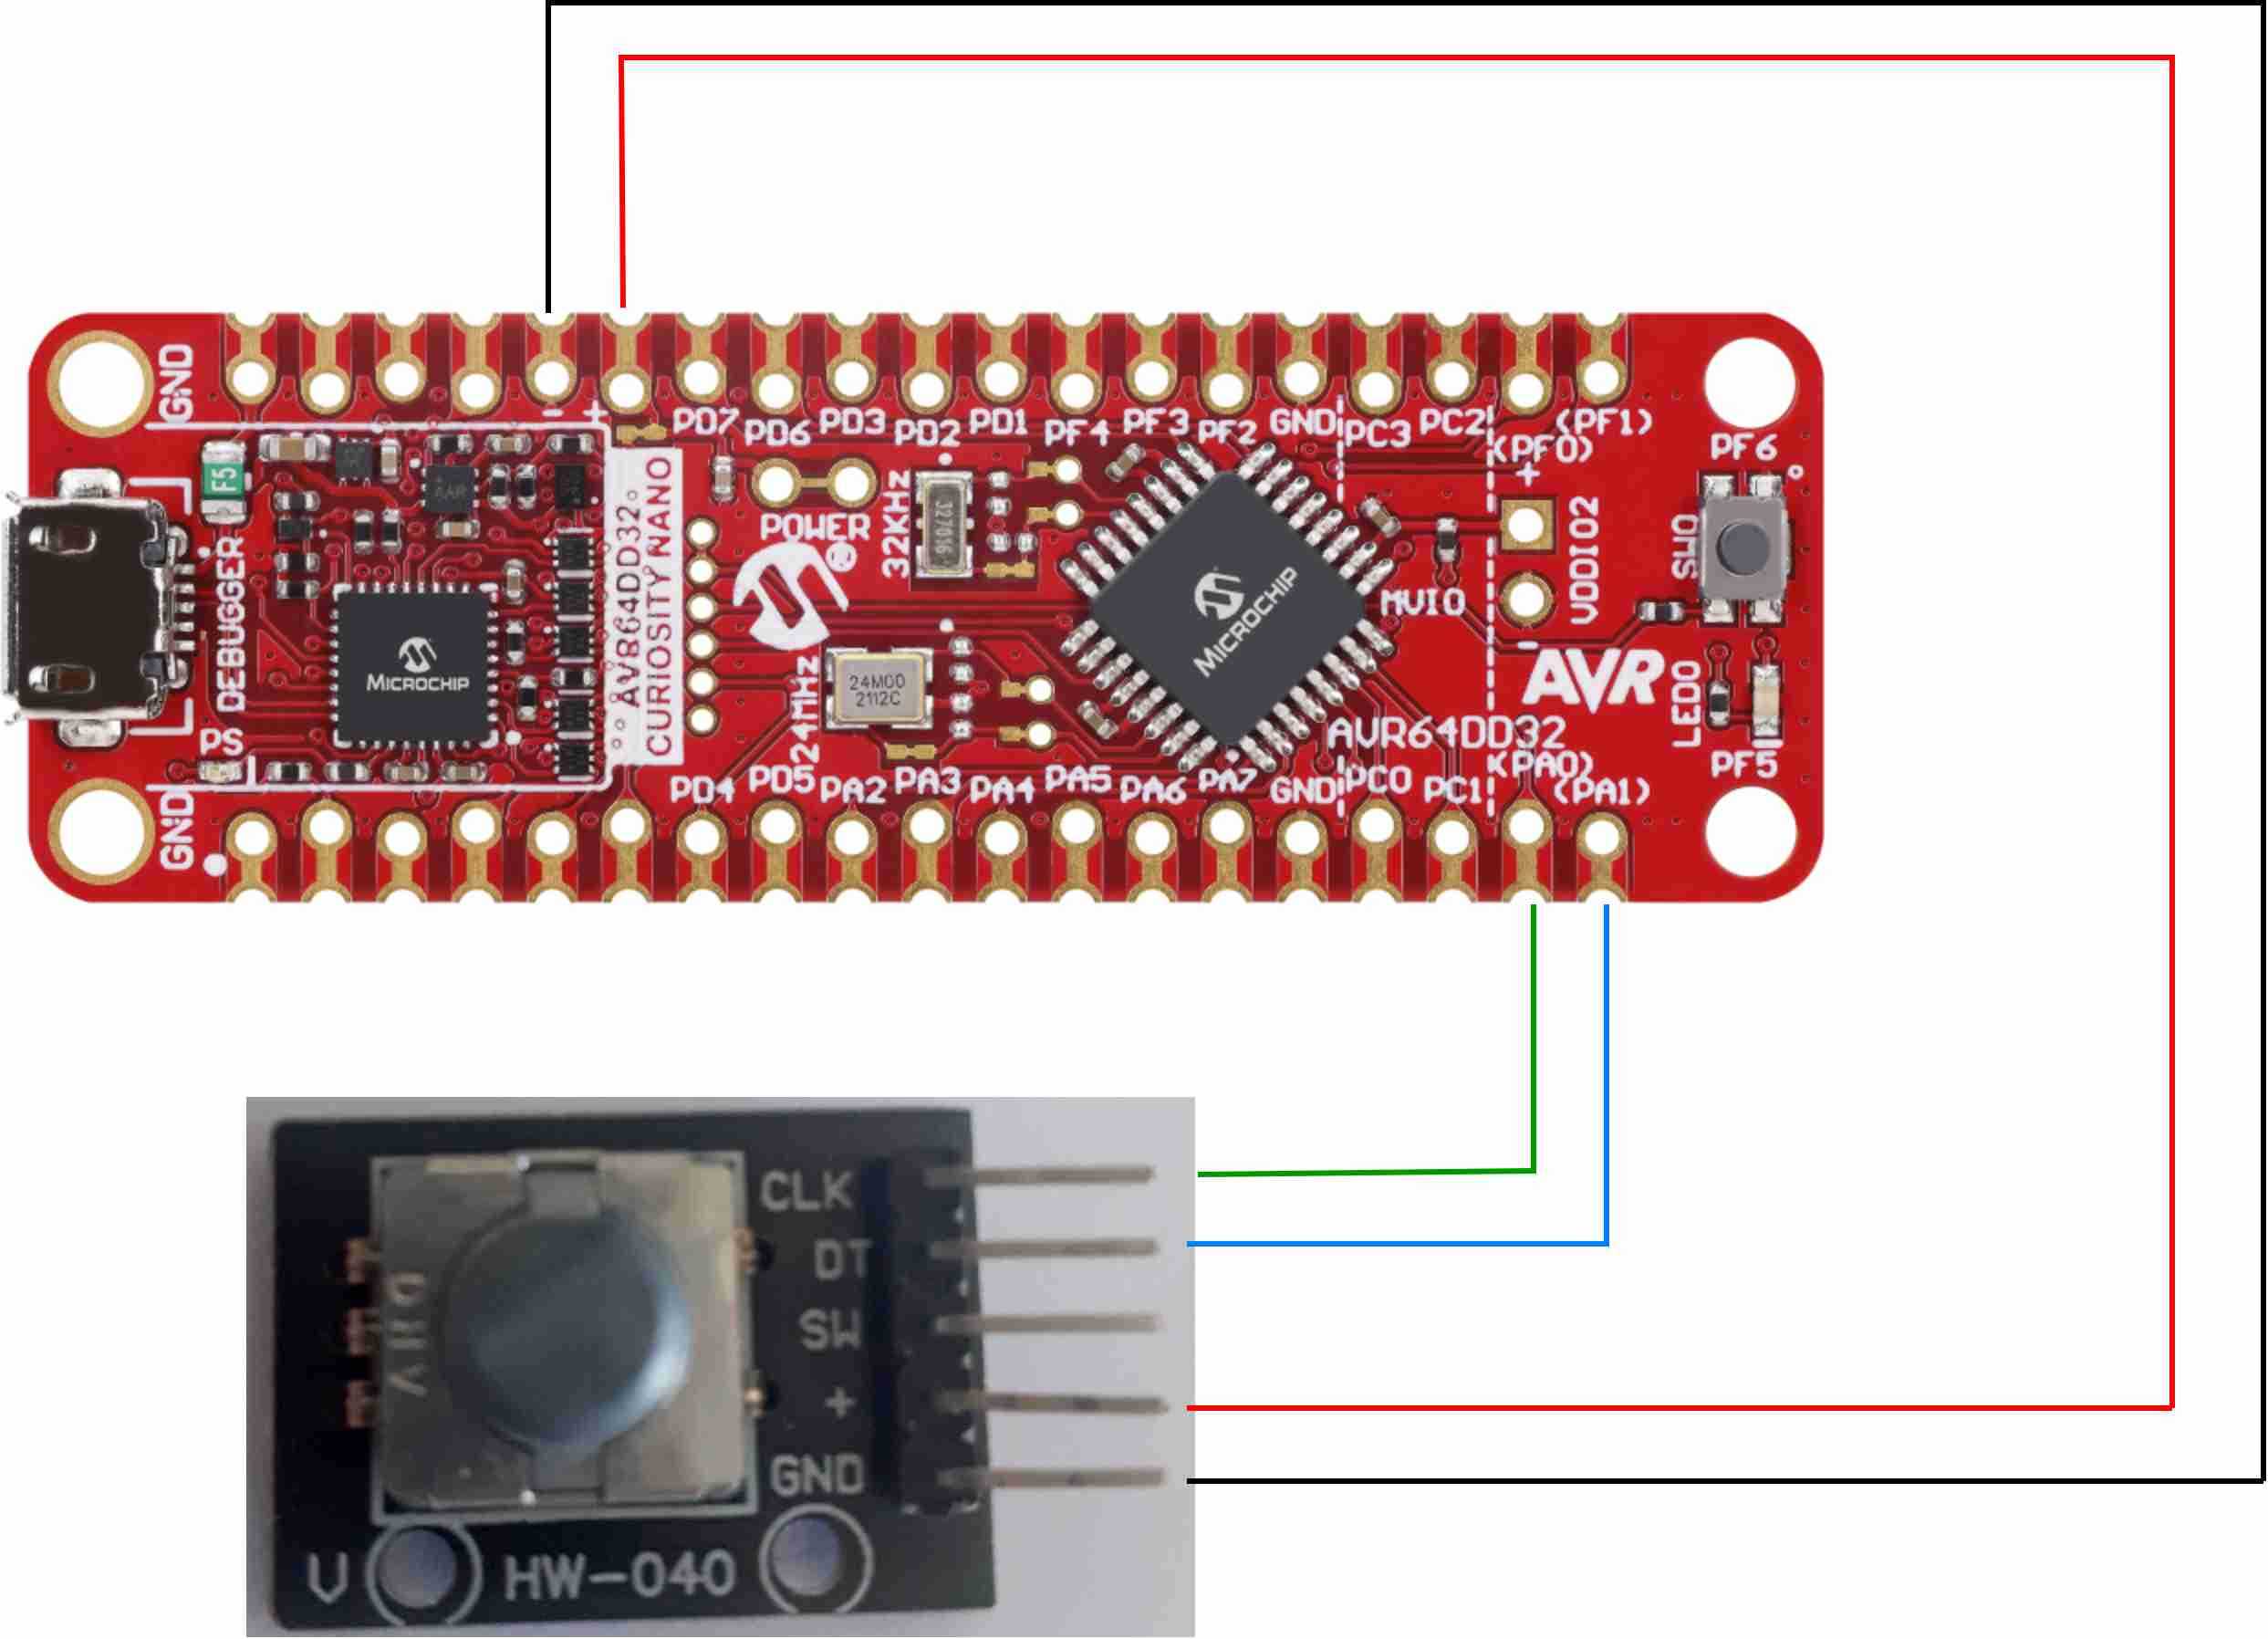 GND
- +
PD7
PD6
PD3
PD2
PD1
PF4
PF3
PF2
GND
PC3
PC2
(PF0)
(PF1)
PF6
+
F5
POWER
32KHz
VDDIO2
-
SW0
DEBUGGER
AVR64DD32
CURIOSITY NANO
®
MICROCHIP
MICROCHIP
MVIO
24MHz
24M00
2112C
AVR
LED0
AVR64DD32
PS
PF5
GND
PD4
PD5
PA2
PA3
PA4
PA5
PA6
PA7
GND
PC0
PC1
(PA0)
(PA1)
CLK
DT
SW
+
GND
V
HW-040